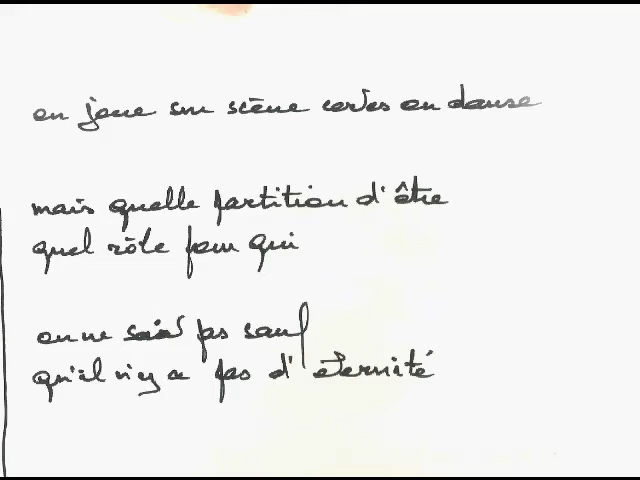 on joue sur scène certes on danse
mais quelle partition d'être
quel rôle pour qui
on ne sait pas sauf
qu'il n'y a pas d'éternité